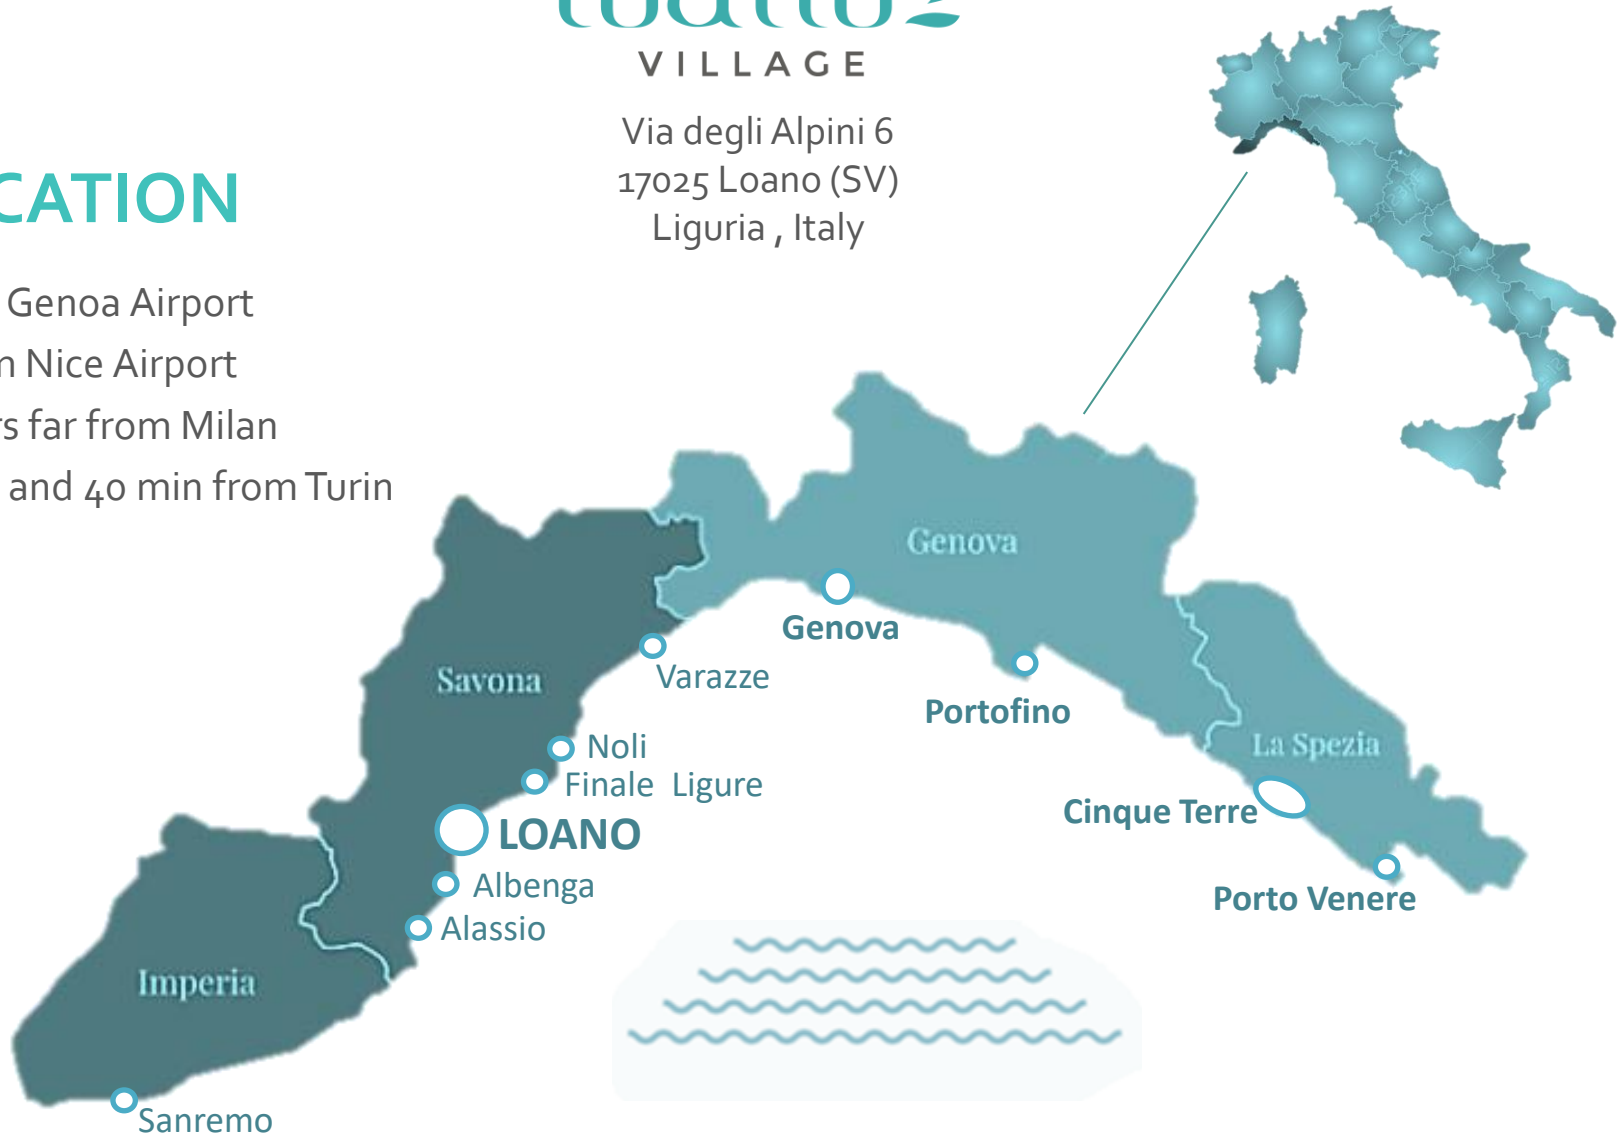 VILLAGE
Via degli Alpini 6
17025 Loano (SV)
Liguria , Italy
CATION
Genoa Airport
Nice Airport
far from Milan
and 40 min from Turin
Genova
Genova
Savona
Varazze
Portofino
La Spezia
Noli
Finale Ligure
Cinque Terre
LOANO
Albenga
Porto Venere
Alassio
Imperia
Sanremo